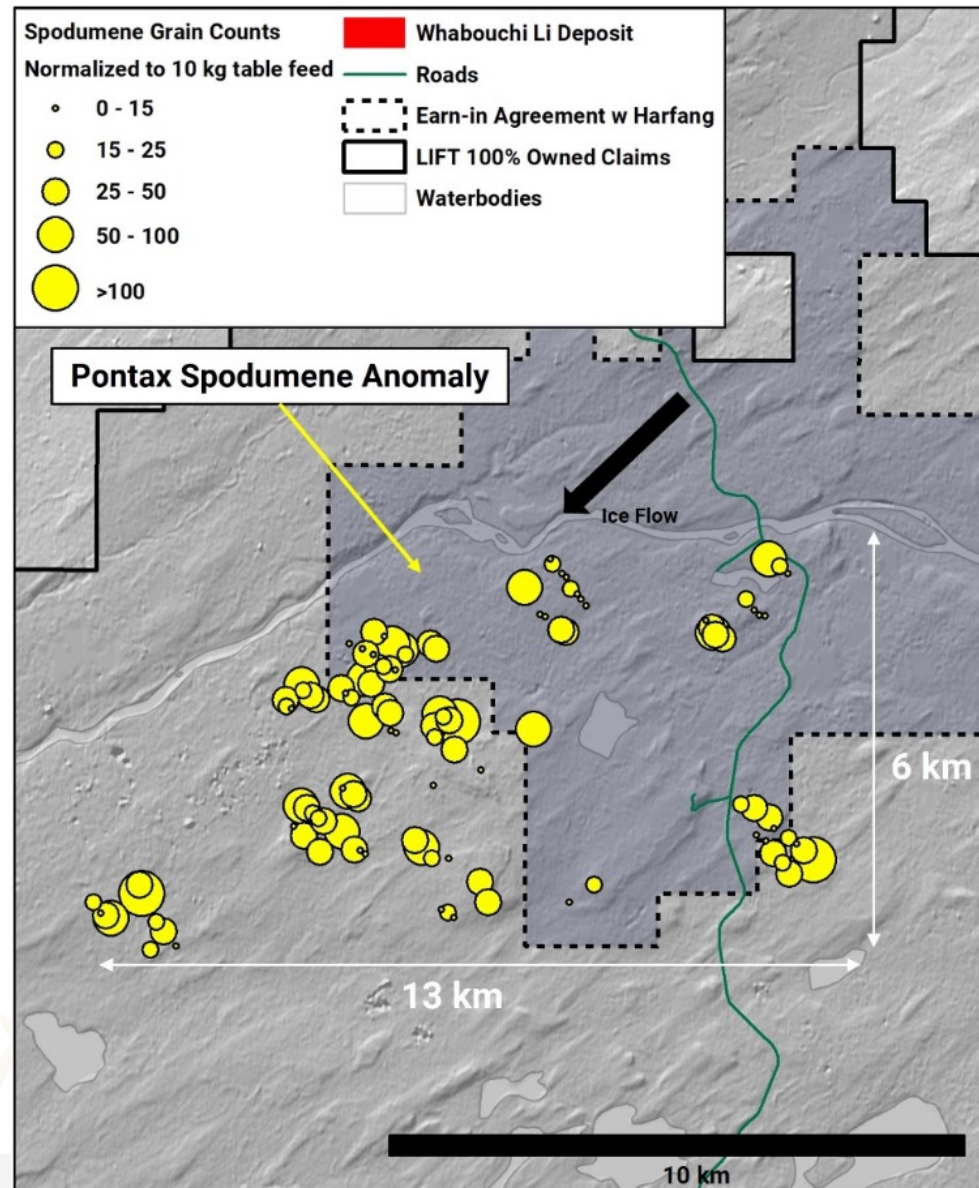 Spodumene Grain Counts
Normalized to 10 kg table feed
0 - 15
15 - 25
25 - 50
50 - 100
>100
Whabouchi Li Deposit
Roads
Earn-in Agreement w Harfang
LIFT 100% Owned Claims
Waterbodies
Pontax Spodumene Anomaly
Ice Flow
6 km
13 km
10 km